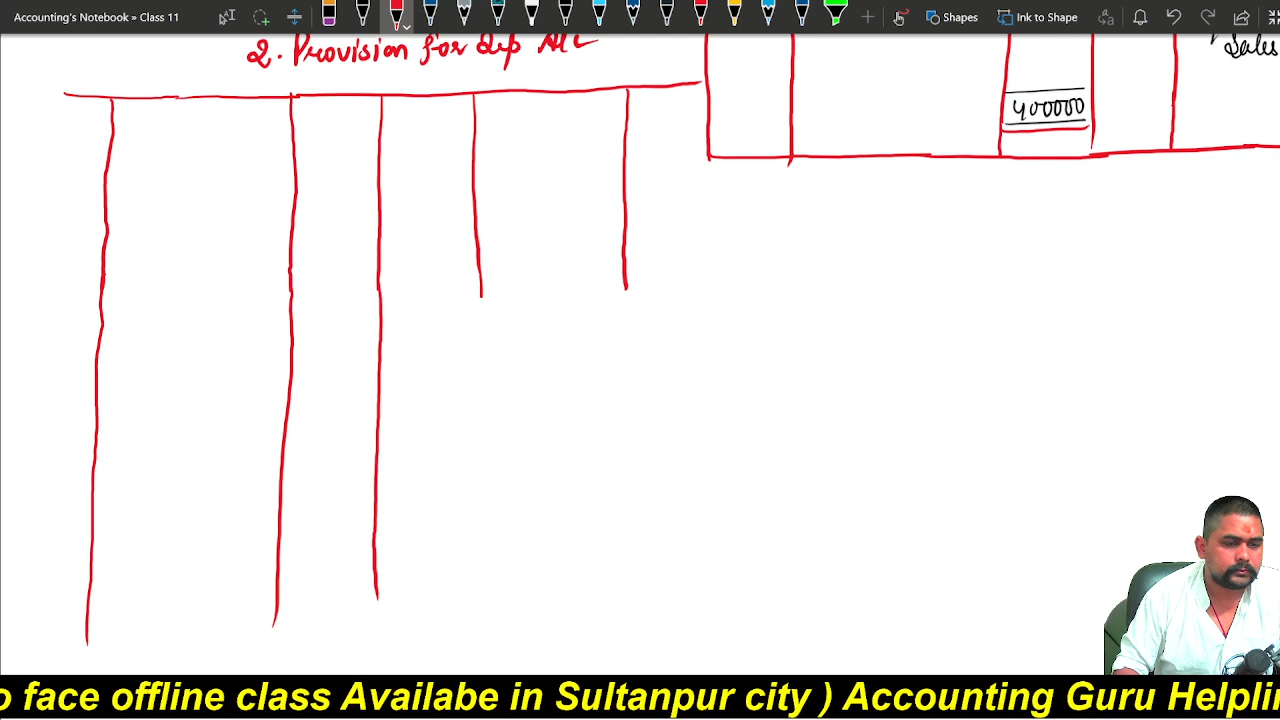 Accounting's Notebook » Class 11
Shapes
Ink to Shape
2. Provision for dep A/C
Sales
400000
o face offline class Availabe in Sultanpur city ) Accounting Guru Helpli